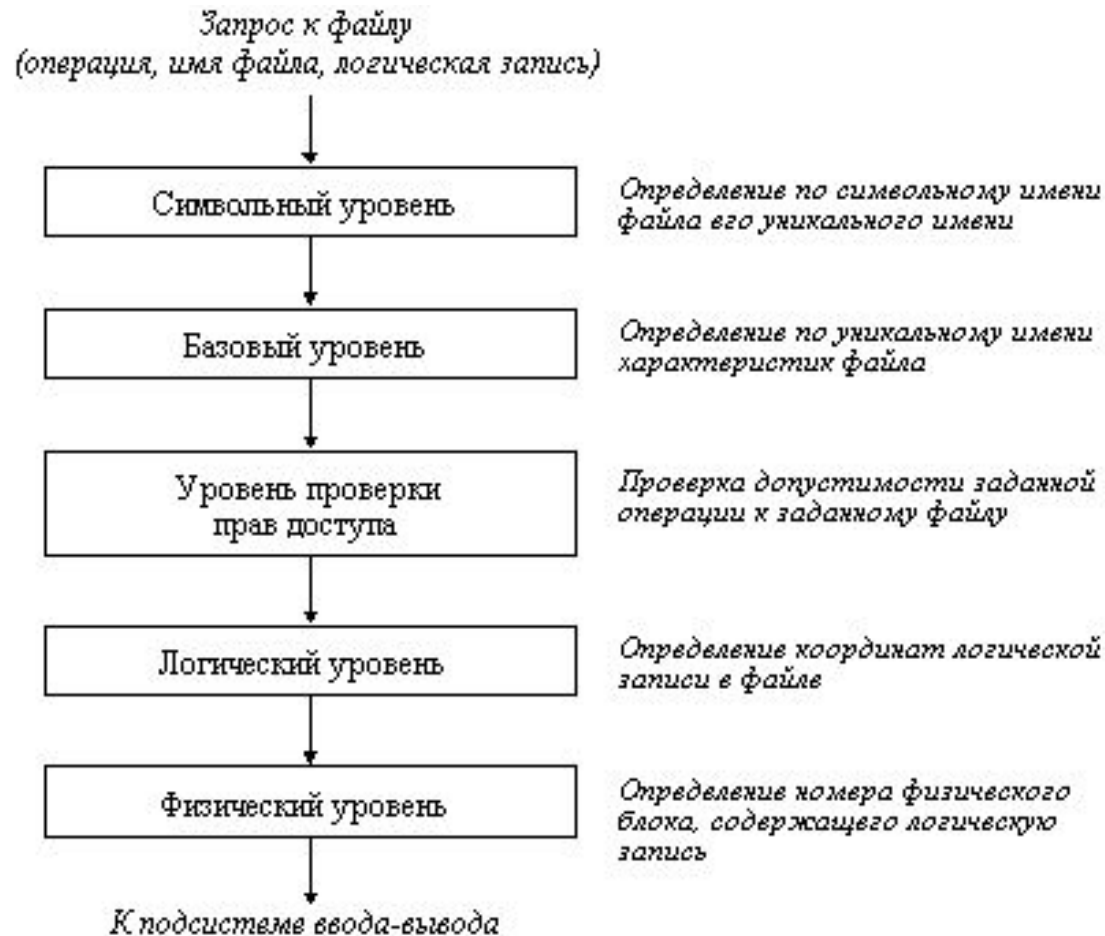 Запрос к файлу
(операция, имя файла, логическая запись)
Символьный уровень
Определение по символьному имени
файла его уникального имени
Базовый уровень
Определение по уникальному имени
характеристик файла
Уровень проверки
прав доступа
Проверка допустимости заданной
операции к заданному файлу
Логический уровень
Определение координат логической
записи в файле
Физический уровень
Определение номера физического
блока, содержащего логическую
запись
К подсистеме ввода-вывода